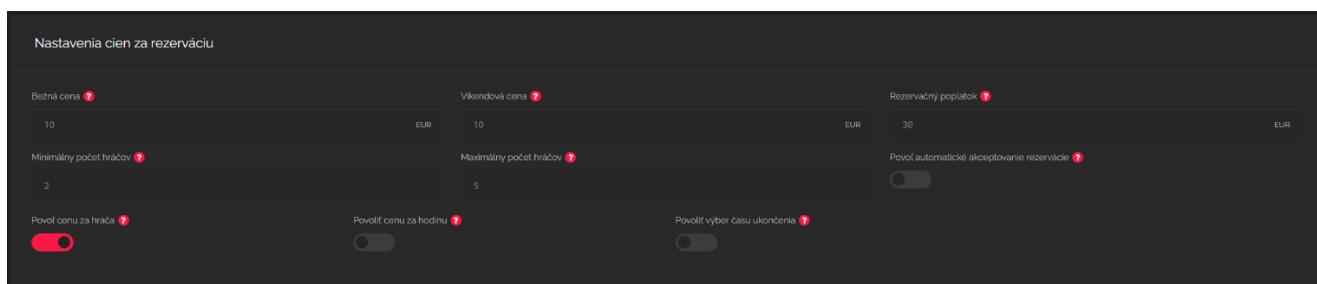 Nastavenia cien za rezerváciu
Bežná cena ?
Víkendová cena ?
Rezervačný poplatok ?
10 EUR
10 EUR
30 EUR
Minimálny počet hráčov ?
Maximálny počet hráčov ?
Povoľ automatické akceptovanie rezervácie ?
2
5
Povoľ cenu za hráča ?
Povoliť cenu za hodinu ?
Povoliť výber času ukončenia ?